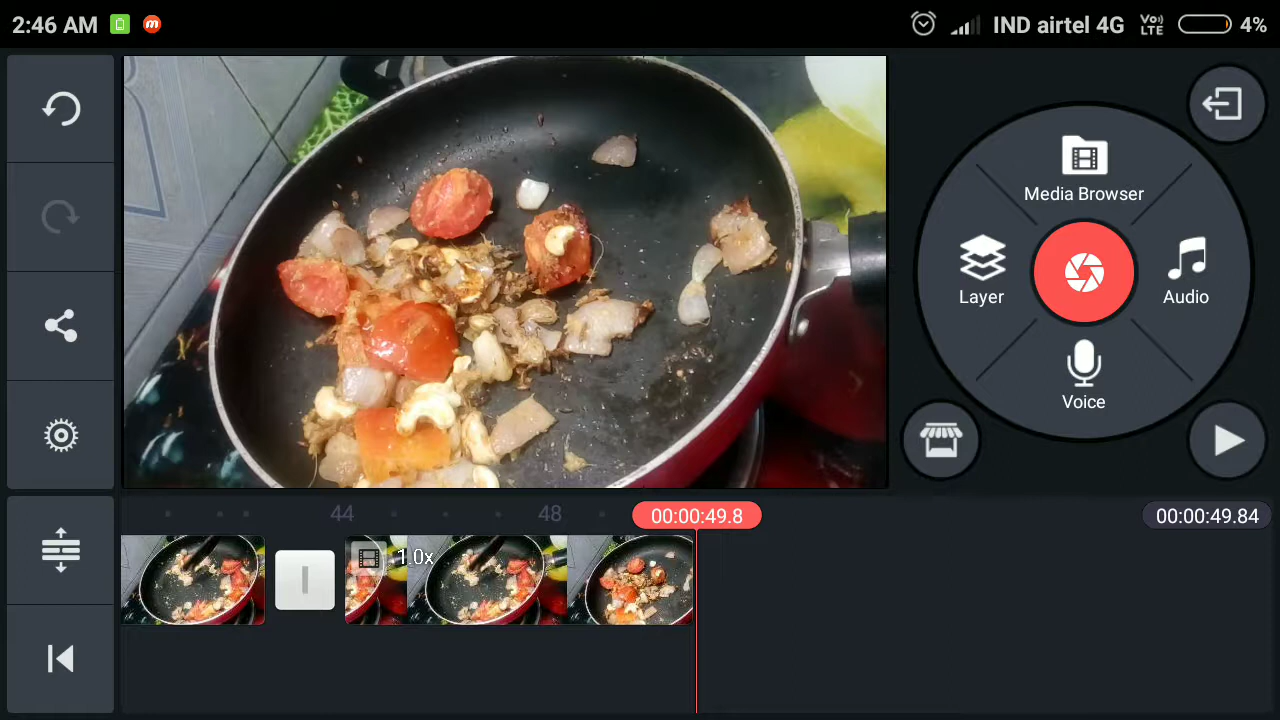 2:46 AM
IND airtel 4G
Vo))
LTE
4%
Media Browser
Layer
Audio
Voice
44
48
00:00:49.8
00:00:49.84
1.0x